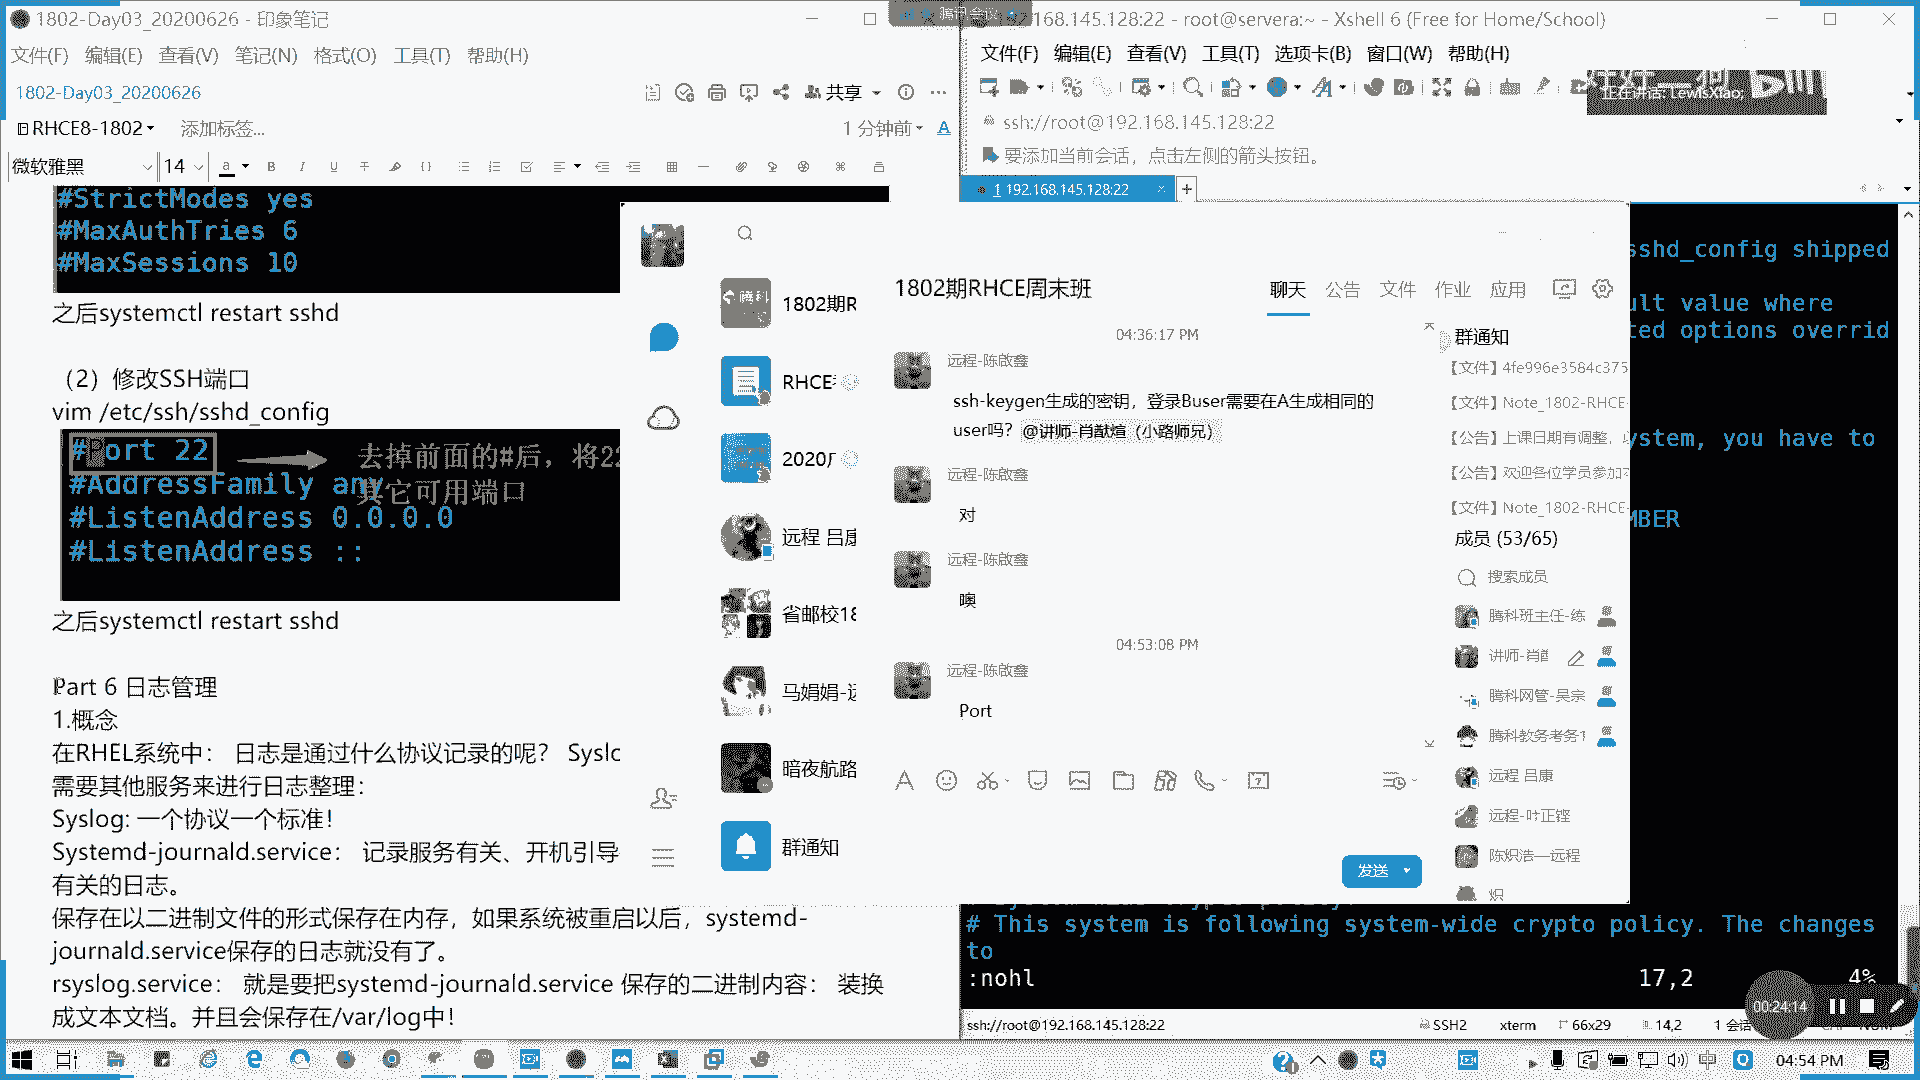 1802-Day03_20200626 - 印象笔记
文件(F) 编辑(E) 查看(V) 笔记(N) 格式(O) 工具(T) 帮助(H)
1802-Day03_20200626
共享
RHCE8-1802
添加标签...
1 分钟前
微软雅黑
14
#StrictModes yes
#MaxAuthTries 6
#MaxSessions 10
之后systemctl restart sshd
（2）修改SSH端口
vim /etc/ssh/sshd_config
#Port 22
去掉前面的#后，将22
其它可用端口
#AddressFamily any
#ListenAddress 0.0.0.0
#ListenAddress ::
之后systemctl restart sshd
Part 6 日志管理
1.概念
在RHEL系统中： 日志是通过什么协议记录的呢？ Syslo
需要其他服务来进行日志整理：
Syslog: 一个协议一个标准！
Systemd-journald.service： 记录服务有关、开机引导
有关的日志。
保存在以二进制文件的形式保存在内存，如果系统被重启以后，systemd-
journald.service保存的日志就没有了。
rsyslog.service： 就是要把systemd-journald.service 保存的二进制内容： 装换
成文本文档。并且会保存在/var/log中！
腾讯会议
168.145.128:22 - root@servera:~ - Xshell 6 (Free for Home/School)
文件(F) 编辑(E) 查看(V) 工具(T) 选项卡(B) 窗口(W) 帮助(H)
正在讲话: LewisXiao;
ssh://root@192.168.145.128:22
要添加当前会话，点击左侧的箭头按钮。
1 192.168.145.128:22
sshd_config shipped
ult value where
ted options overrid
ystem, you have to
MBER
# This system is following system-wide crypto policy. The changes
to
:nohl
17,2
4%
00:24:14
ssh://root@192.168.145.128:22
SSH2
xterm
66x29
14,2
1 会话
NUM
1802期R
RHCE
2020
远程 吕康
省邮校18
马娟娟-远
暗夜航路
群通知
1802期RHCE周末班
聊天 公告 文件 作业 应用
04:36:17 PM
远程-陈啟鑫
ssh-keygen生成的密钥，登录Buser需要在A生成相同的
user吗？ @讲师-肖猷煊（小路师兄）
远程-陈啟鑫
对
远程-陈啟鑫
噢
04:53:08 PM
远程-陈啟鑫
Port
发送
群通知
【文件】4fe996e3584c375
【文件】Note_1802-RHCE-
【公告】上课日期有调整，
【公告】欢迎各位学员参加
【文件】Note_1802-RHCE-
成员 (53/65)
搜索成员
腾科班主任-练
讲师-肖
腾科网管-吴宗
腾科教务考务1
远程 吕康
远程-叶正铿
陈炽浩—远程
炽
04:54 PM